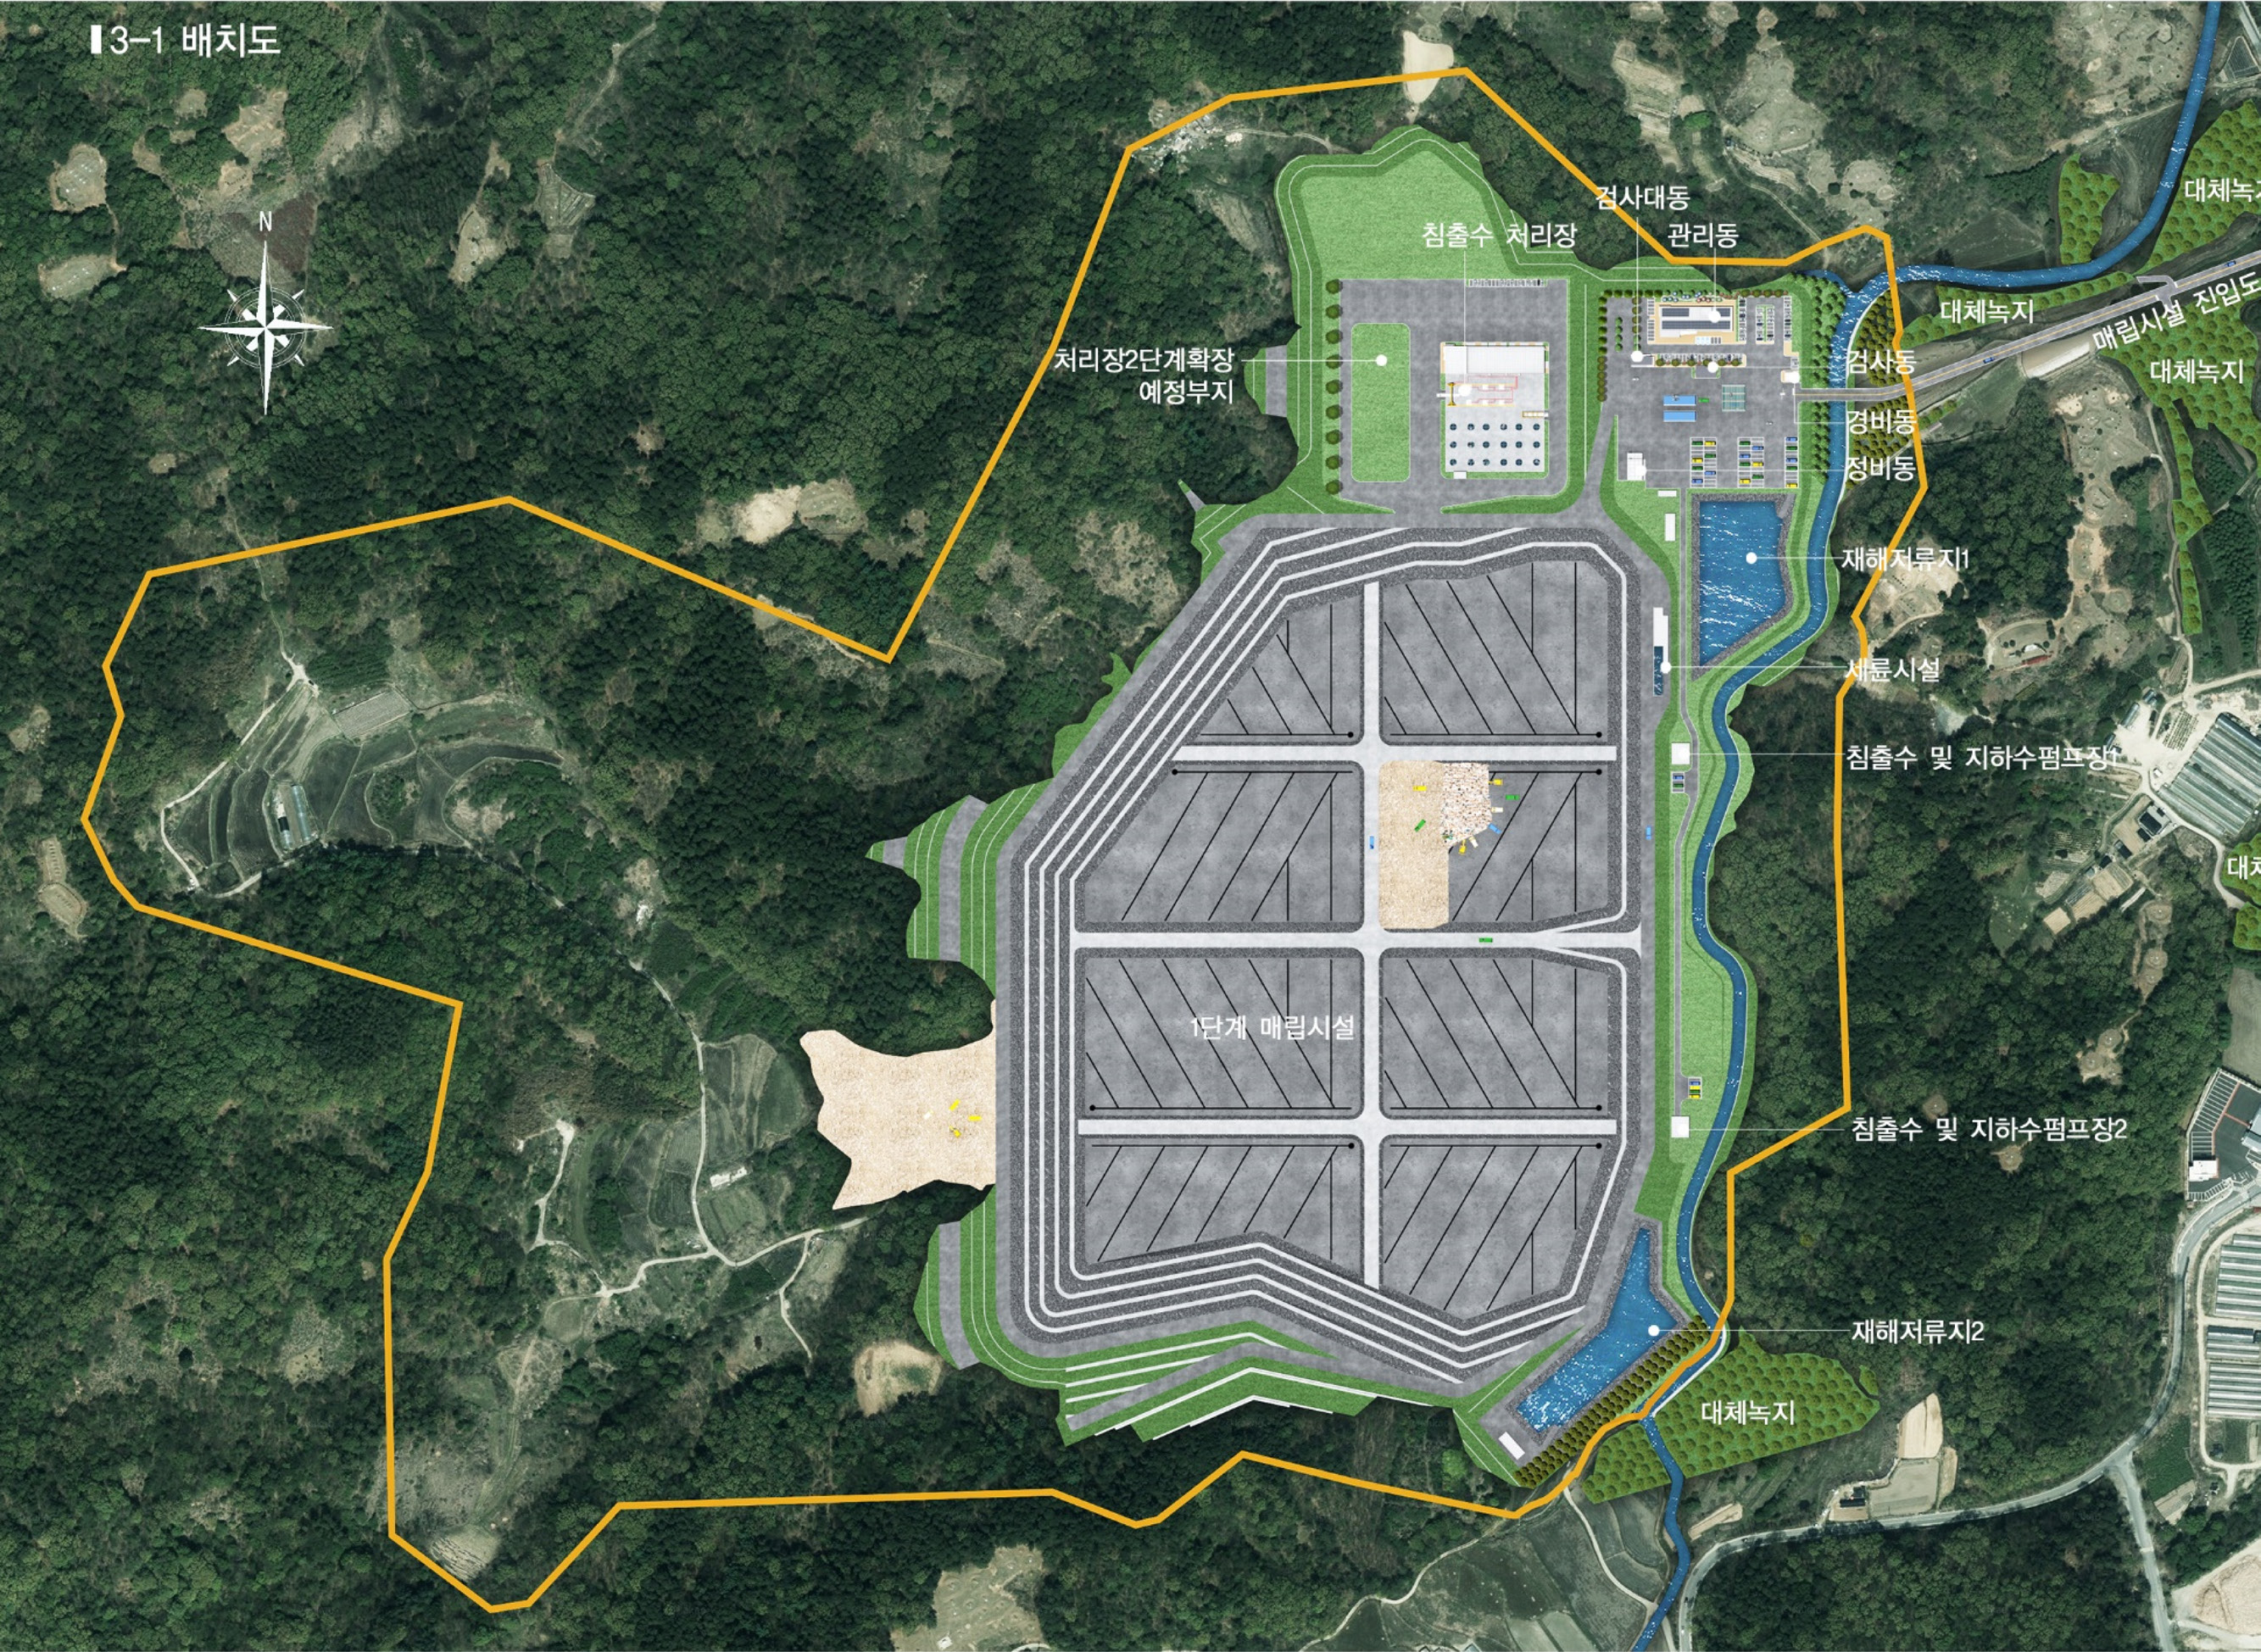 3-1 배치도
N
대체녹지
검사대동
침출수 처리장
관리동
대체녹지
매립시설 진입도
처리장2단계확장
예정부지
검사동
대체녹지
경비동
정비동
재해저류지1
세륜시설
침출수 및 지하수펌프장1
대체
1단계 매립시설
침출수 및 지하수펌프장2
재해저류지2
대체녹지